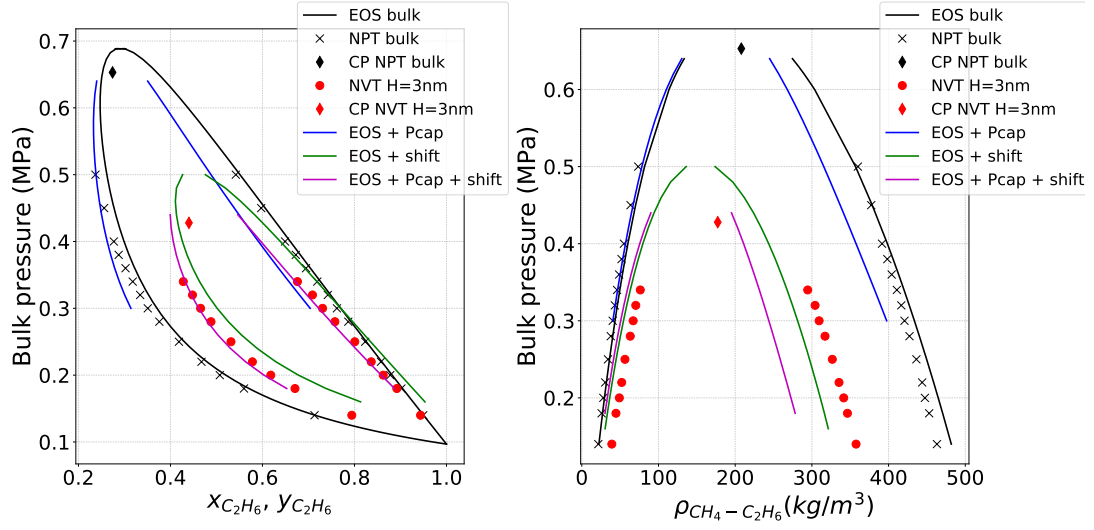 EOS bulk
NPT bulk
CP NPT bulk
NVT H=3nm
CP NVT H=3nm
EOS + Pcap
EOS + shift
EOS + Pcap + shift
Bulk pressure (MPa)
0.7
0.6
0.5
0.4
0.3
0.2
0.1
0.2 0.4 0.6 0.8 1.0
x_{C_2H_6}, y_{C_2H_6}
EOS bulk
NPT bulk
CP NPT bulk
NVT H=3nm
CP NVT H=3nm
EOS + Pcap
EOS + shift
EOS + Pcap + shift
Bulk pressure (MPa)
0.6
0.5
0.4
0.3
0.2
0 100 200 300 400 500
ρ_{CH_4-C_2H_6}(kg/m^3)